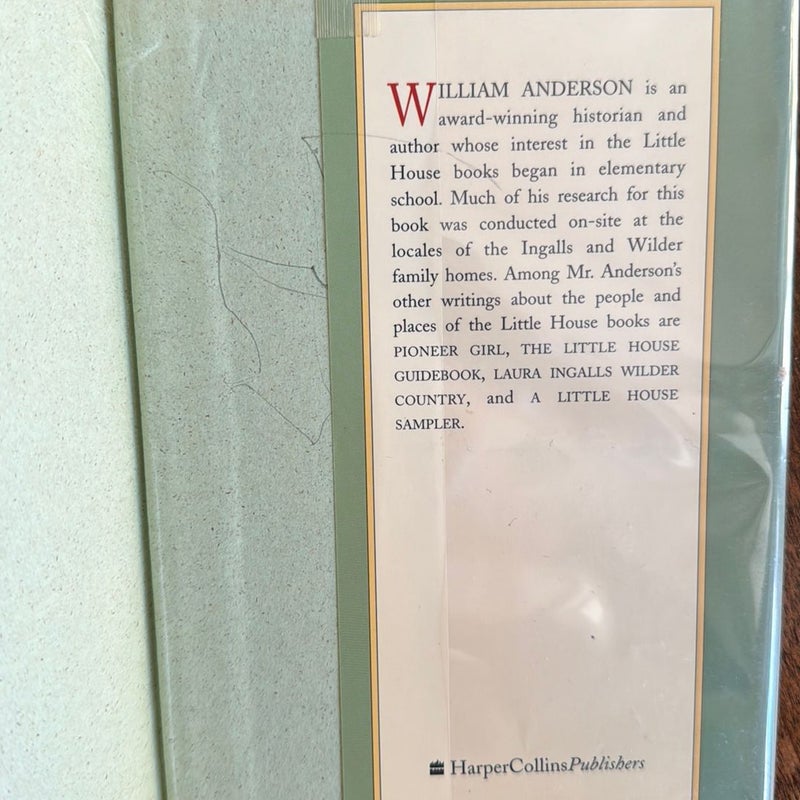 WILLIAM ANDERSON is an
award-winning historian and
author whose interest in the Little
House books began in elementary
school. Much of his research for this
book was conducted on-site at the
locales of the Ingalls and Wilder
family homes. Among Mr. Anderson's
other writings about the people and
places of the Little House books are
PIONEER GIRL, THE LITTLE HOUSE
GUIDEBOOK, LAURA INGALLS WILDER
COUNTRY, and A LITTLE HOUSE
SAMPLER.
HarperCollinsPublishers